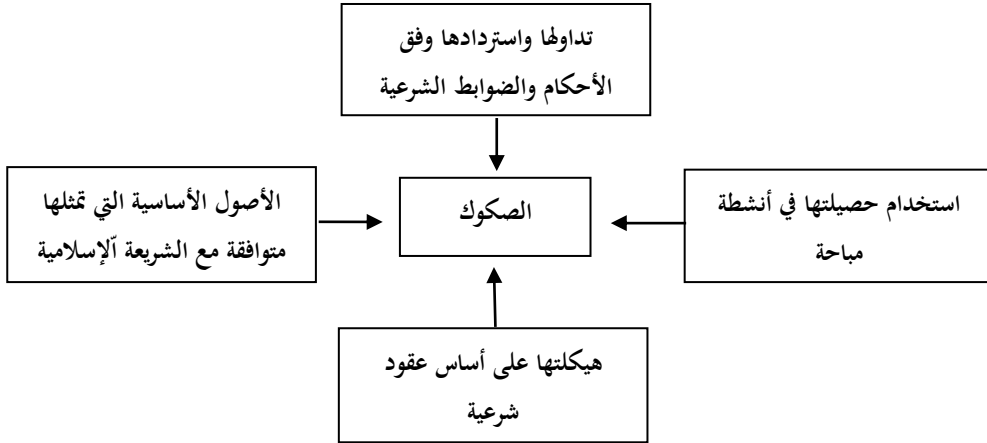 تداولها واستردادها وفق
الأحكام والضوابط الشرعية
استخدام حصيلتها في أنشطة
مباحة
الصكوك
الأصول الأساسية التي تمثلها
متوافقة مع الشريعة اّلإسلامية
هيكلتها على أساس عقود
شرعية